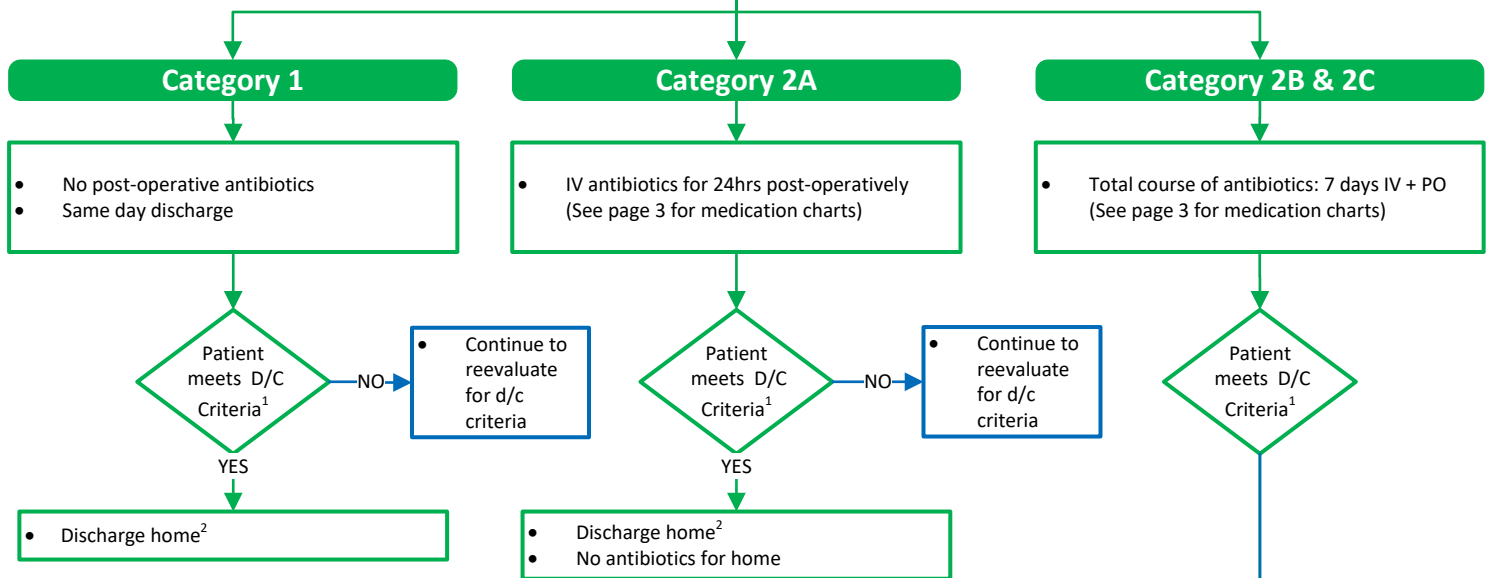 Category 1
Category 2A
Category 2B & 2C
• No post-operative antibiotics
• Same day discharge
• IV antibiotics for 24hrs post-operatively
(See page 3 for medication charts)
• Total course of antibiotics: 7 days IV + PO
(See page 3 for medication charts)
Patient
meets D/C
Criteria1
NO
• Continue to
reevaluate
for d/c
criteria
Patient
meets D/C
Criteria1
NO
• Continue to
reevaluate
for d/c
criteria
Patient
meets D/C
Criteria1
YES
YES
• Discharge home2
• Discharge home2
• No antibiotics for home